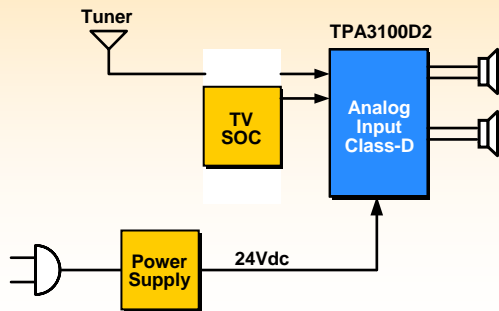 Tuner
TPA3100D2
TV
SOC
Analog
Input
Class-D
Power
Supply
24Vdc